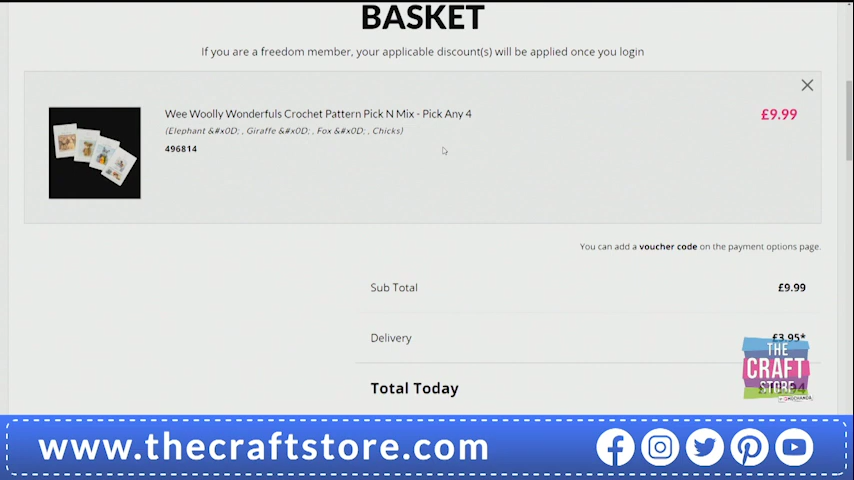 BASKET
If you are a freedom member, your applicable discount(s) will be applied once you login
Wee Woolly Wonderfuls Crochet Pattern Pick N Mix - Pick Any 4
£9.99
(Elephant &#x0D; , Giraffe &#x0D; , Fox &#x0D; , Chicks)
496814
You can add a voucher code on the payment options page.
Sub Total
£9.99
Delivery
£3.95*
Total Today
THE
CRAFT
STORE
www.thecraftstore.com